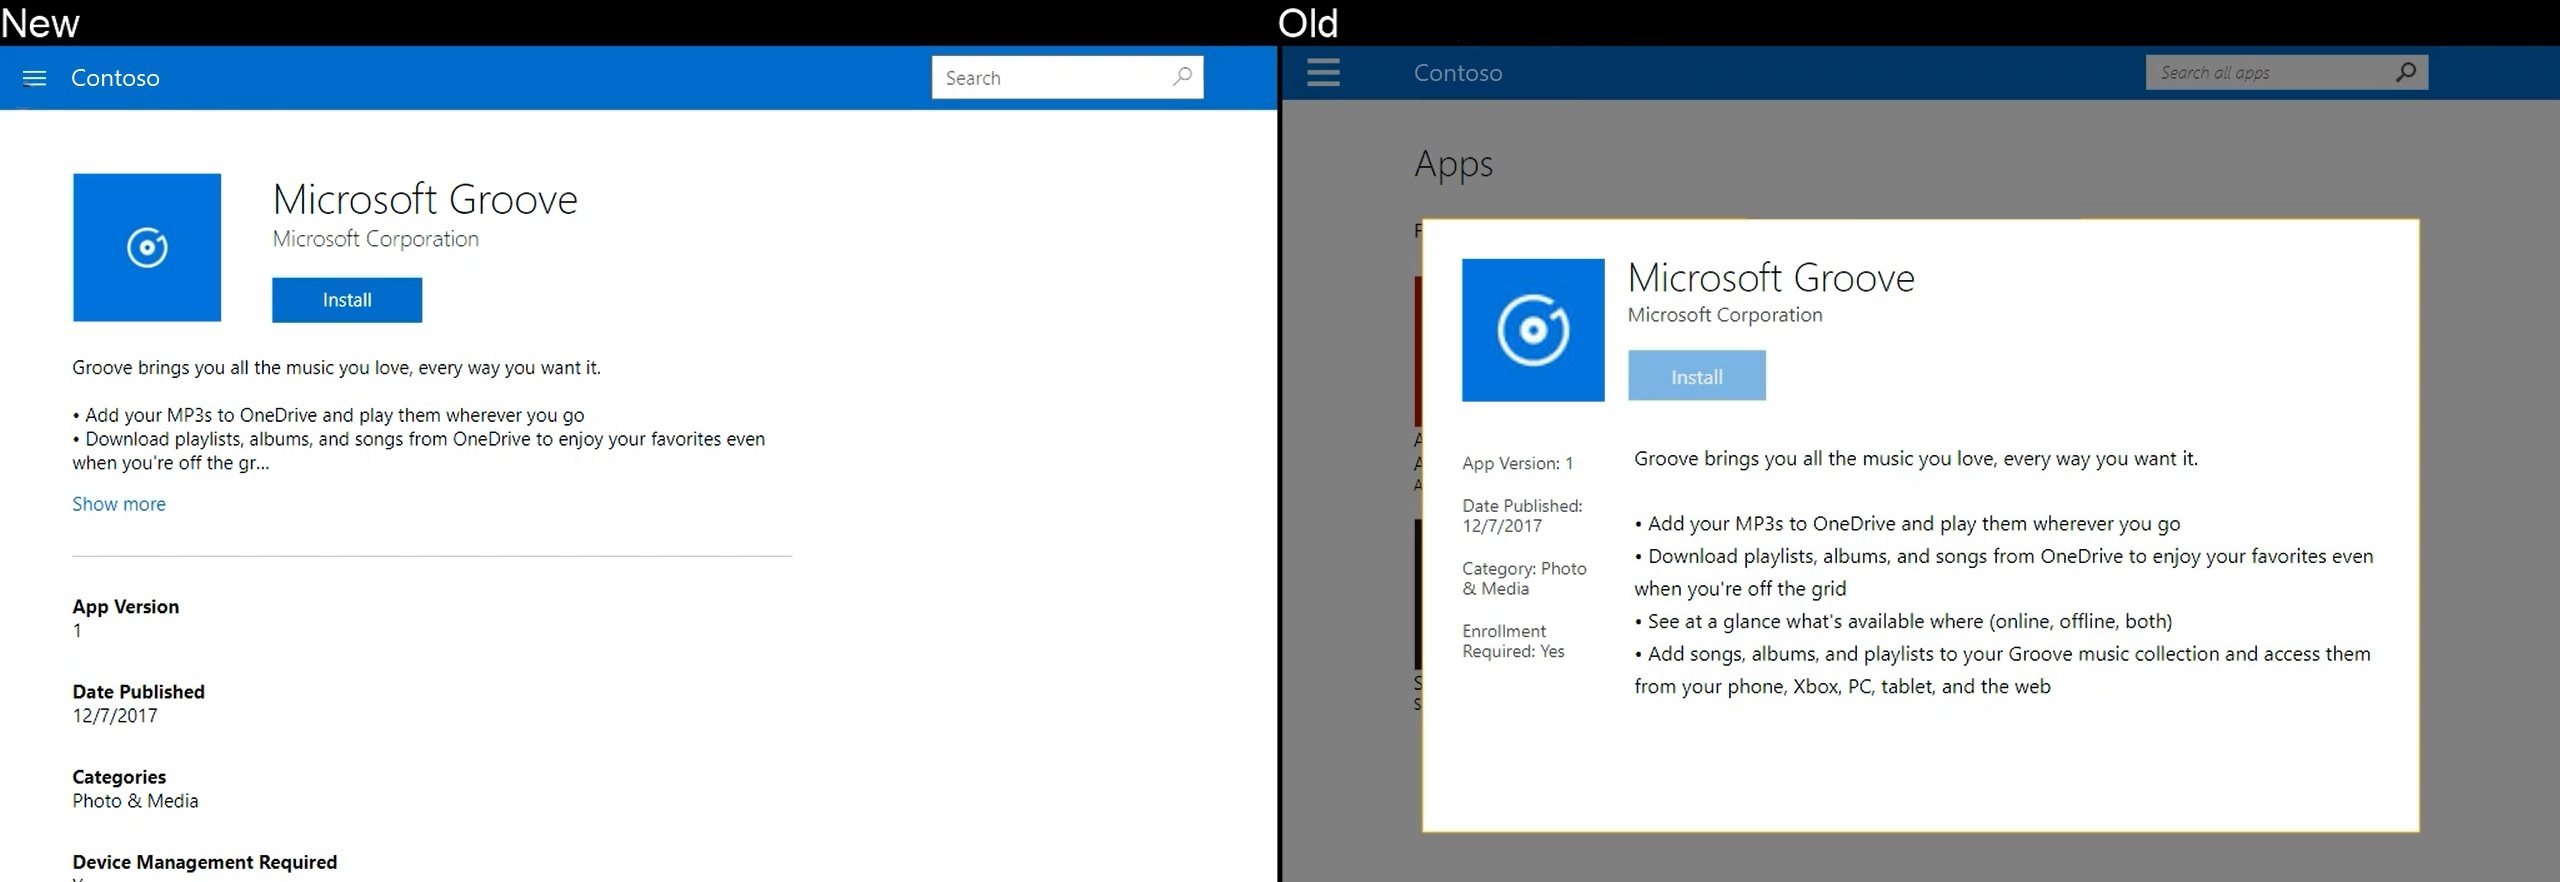 New
Contoso
Search
Microsoft Groove
Microsoft Corporation
Install
Groove brings you all the music you love, every way you want it.
• Add your MP3s to OneDrive and play them wherever you go
• Download playlists, albums, and songs from OneDrive to enjoy your favorites even
when you're off the gr...
Show more
App Version
1
Date Published
12/7/2017
Categories
Photo & Media
Device Management Required
Old
Contoso
Search all apps
Apps
Microsoft Groove
Microsoft Corporation
Install
App Version: 1
Date Published:
12/7/2017
Category: Photo
& Media
Enrollment
Required: Yes
Groove brings you all the music you love, every way you want it.
• Add your MP3s to OneDrive and play them wherever you go
• Download playlists, albums, and songs from OneDrive to enjoy your favorites even
when you're off the grid
• See at a glance what's available where (online, offline, both)
• Add songs, albums, and playlists to your Groove music collection and access them
from your phone, Xbox, PC, tablet, and the web